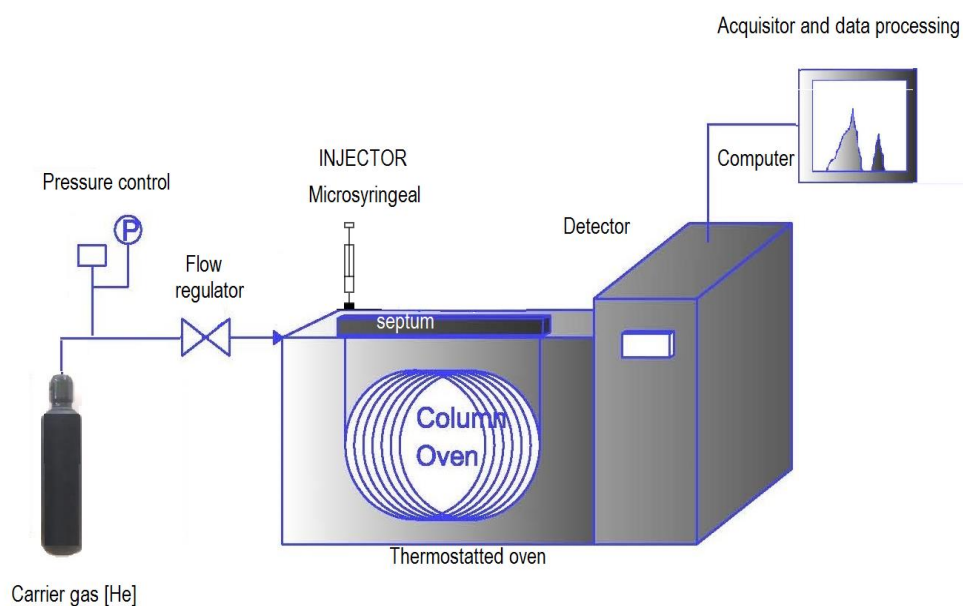 Acquisitor and data processing
Computer
INJECTOR
Microsyringeal
Pressure control
P
Detector
Flow
regulator
septum
Column
Oven
Thermostatted oven
Carrier gas [He]